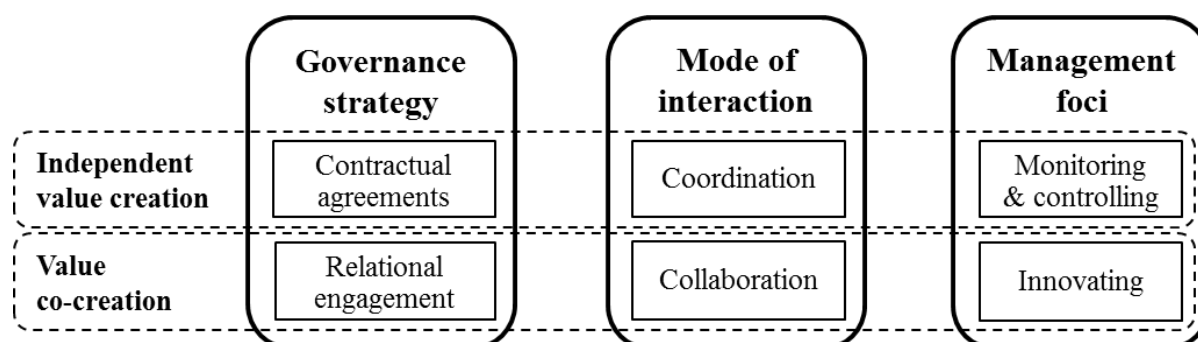 Governance
strategy
Mode of
interaction
Management
foci
Independent
value creation
Contractual
agreements
Coordination
Monitoring
& controlling
Value
co-creation
Relational
engagement
Collaboration
Innovating